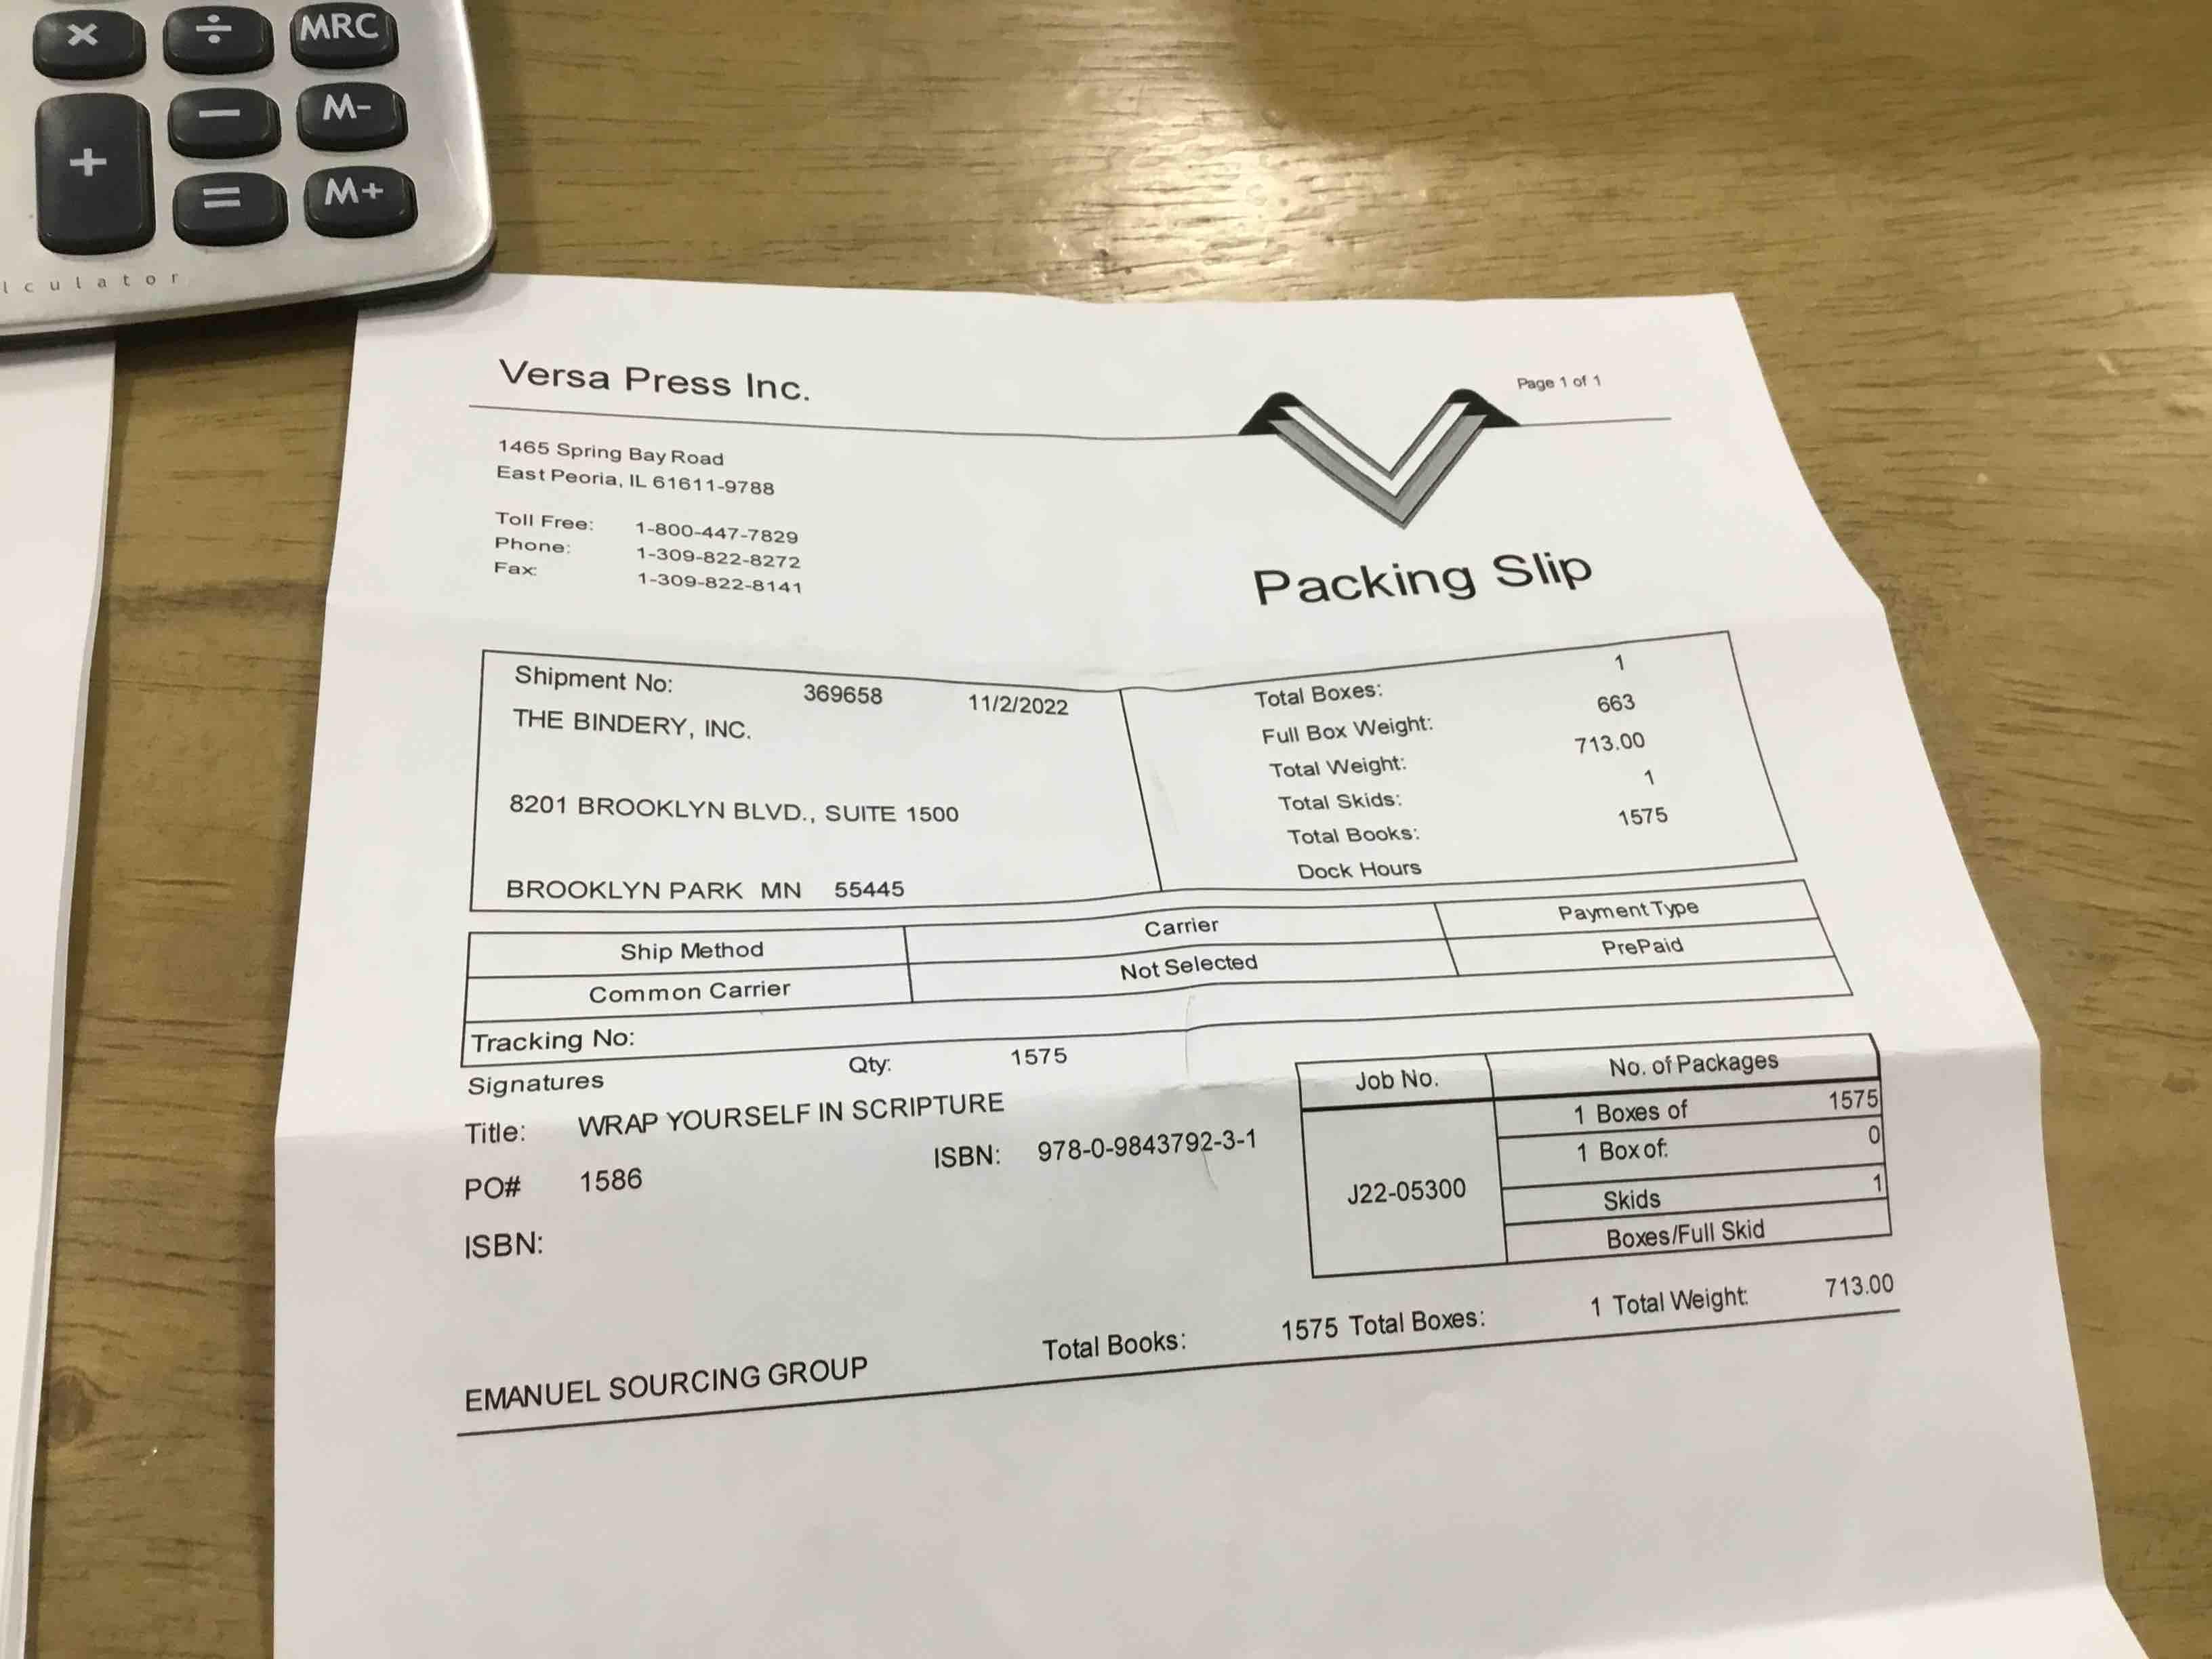 × ÷ MRC
− M-
+
= M+
lculator
Versa Press Inc.
Page 1 of 1
1465 Spring Bay Road
East Peoria, IL 61611-9788
Toll Free: 1-800-447-7829
Phone: 1-309-822-8272
Fax: 1-309-822-8141
Packing Slip
Shipment No: 369658 11/2/2022
THE BINDERY, INC.
8201 BROOKLYN BLVD., SUITE 1500
BROOKLYN PARK MN 55445
Total Boxes: 1
Full Box Weight: 663
Total Weight: 713.00
Total Skids: 1
Total Books: 1575
Dock Hours
Ship Method Carrier Payment Type
Common Carrier Not Selected PrePaid
Tracking No:
Signatures Qty: 1575
Title: WRAP YOURSELF IN SCRIPTURE
PO# 1586 ISBN: 978-0-9843792-3-1
ISBN:
Job No. No. of Packages
J22-05300
1 Boxes of 1575
1 Box of: 0
Skids 1
Boxes/Full Skid
EMANUEL SOURCING GROUP Total Books: 1575 Total Boxes: 1 Total Weight: 713.00